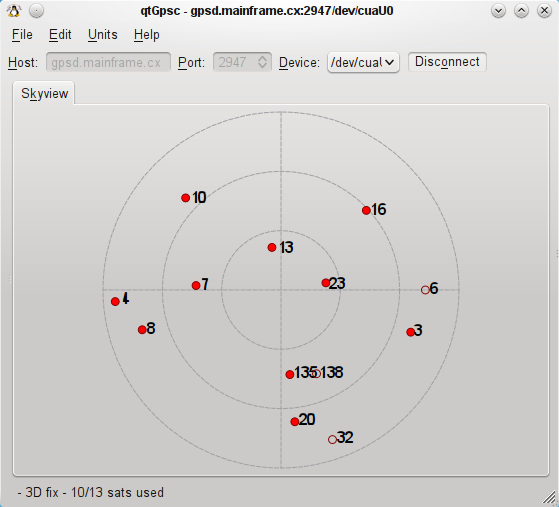 qtGpsc - gpsd.mainframe.cx:2947/dev/cuaU0
File Edit Units Help
Host: gpsd.mainframe.cx Port: 2947 Device: /dev/cuaU Disconnect
Skyview
10
16
13
7
23
6
4
8
3
135 138
20
32
- 3D fix - 10/13 sats used